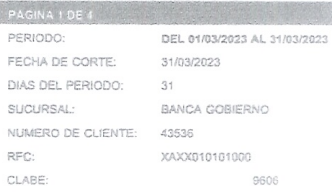 PAGINA 1 DE 4
PERIODO: DEL 01/03/2023 AL 31/03/2023
FECHA DE CORTE: 31/03/2023
DIAS DEL PERIODO: 31
SUCURSAL: BANCA GOBIERNO
NUMERO DE CLIENTE: 43536
RFC: XAXX010101000
CLABE: 9606